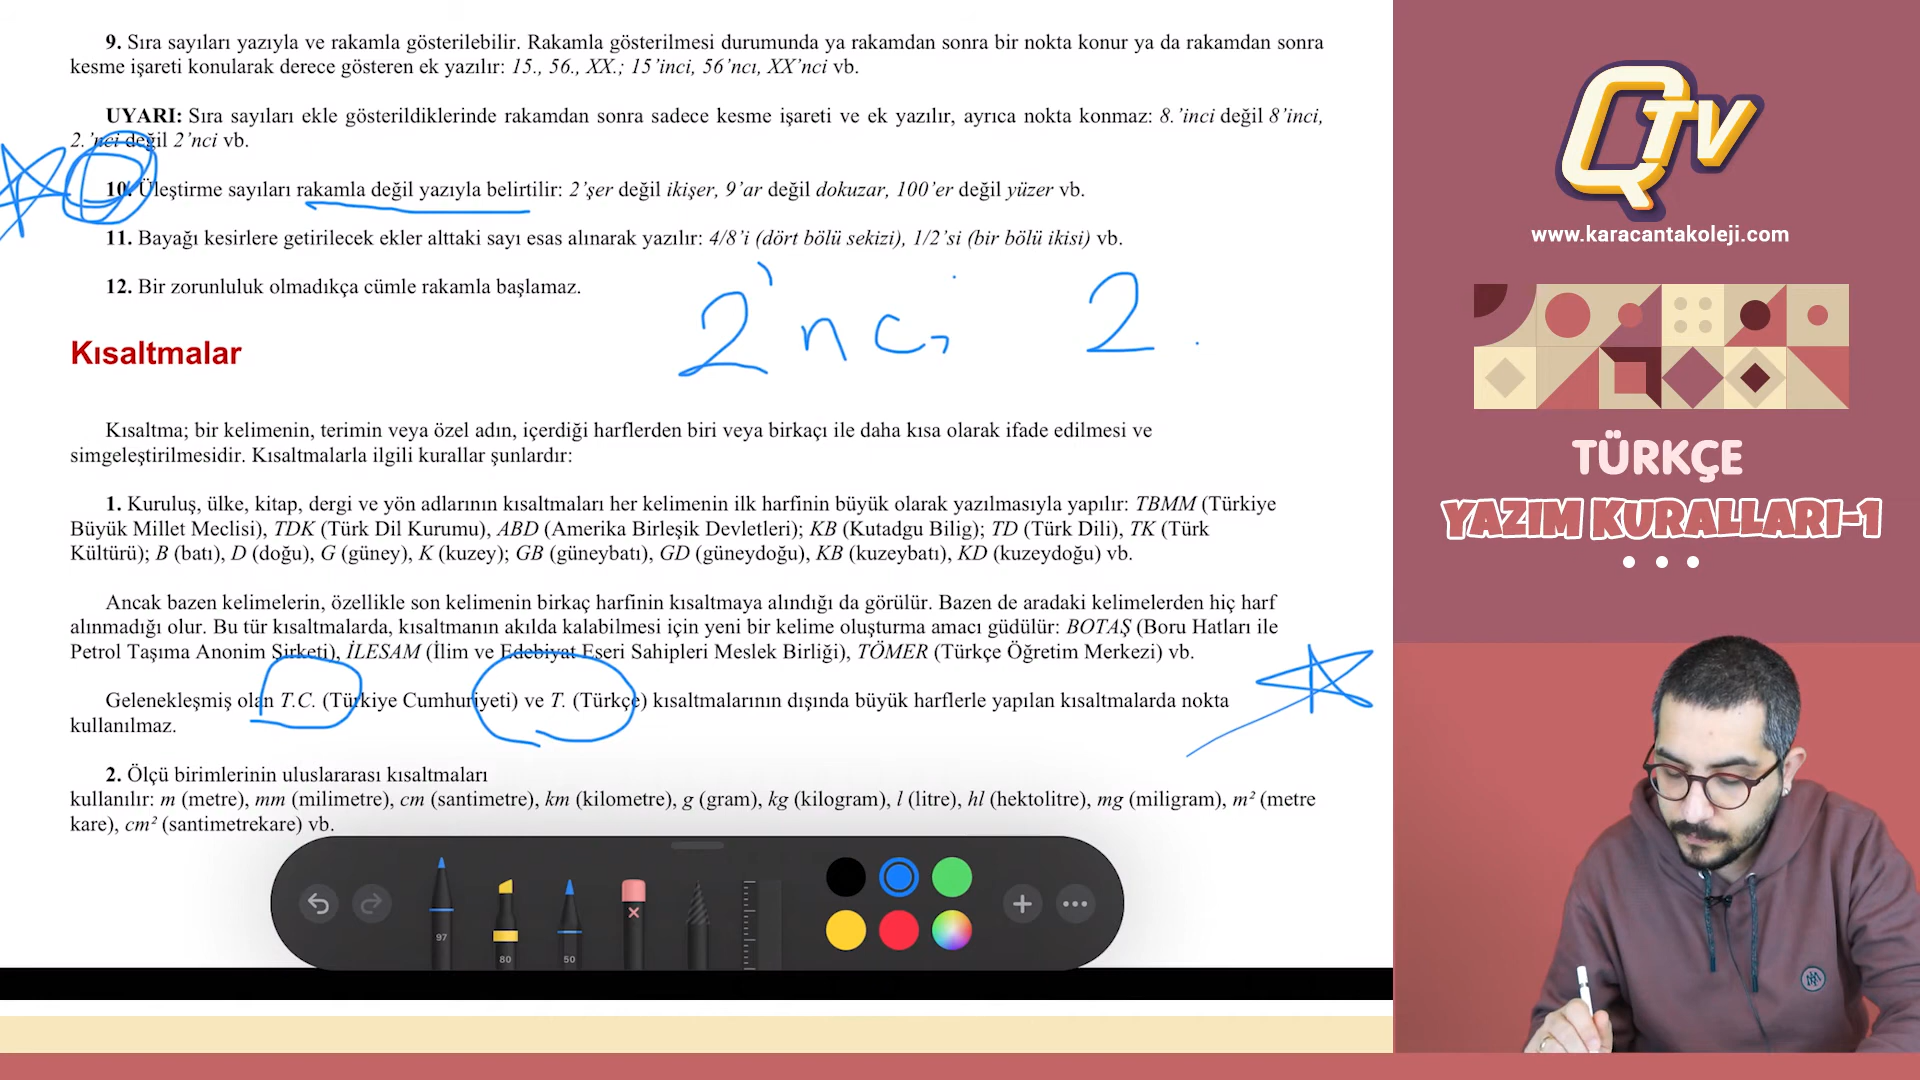 9. Sıra sayıları yazıyla ve rakamla gösterilebilir. Rakamla gösterilmesi durumunda ya rakamdan sonra bir nokta konur ya da rakamdan sonra
kesme işareti konularak derece gösteren ek yazılır: 15., 56., XX.; 15’inci, 56’ncı, XX’nci vb.
UYARI: Sıra sayıları ekle gösterildiklerinde rakamdan sonra sadece kesme işareti ve ek yazılır, ayrıca nokta konmaz: 8.’inci değil 8’inci,
2.’nci değil 2’nci vb.
10. Üleştirme sayıları rakamla değil yazıyla belirtilir: 2’şer değil ikişer, 9’ar değil dokuzar, 100’er değil yüzer vb.
11. Bayağı kesirlere getirilecek ekler alttaki sayı esas alınarak yazılır: 4/8’i (dört bölü sekizi), 1/2’si (bir bölü ikisi) vb.
12. Bir zorunluluk olmadıkça cümle rakamla başlamaz.
2'nci 2.
Kısaltmalar
Kısaltma; bir kelimenin, terimin veya özel adın, içerdiği harflerden biri veya birkaçı ile daha kısa olarak ifade edilmesi ve
simgeleştirilmesidir. Kısaltmalarla ilgili kurallar şunlardır:
1. Kuruluş, ülke, kitap, dergi ve yön adlarının kısaltmaları her kelimenin ilk harfinin büyük olarak yazılmasıyla yapılır: TBMM (Türkiye
Büyük Millet Meclisi), TDK (Türk Dil Kurumu), ABD (Amerika Birleşik Devletleri); KB (Kutadgu Bilig); TD (Türk Dili), TK (Türk
Kültürü); B (batı), D (doğu), G (güney), K (kuzey); GB (güneybatı), GD (güneydoğu), KB (kuzeybatı), KD (kuzeydoğu) vb.
Ancak bazen kelimelerin, özellikle son kelimenin birkaç harfinin kısaltmaya alındığı da görülür. Bazen de aradaki kelimelerden hiç harf
alınmadığı olur. Bu tür kısaltmalarda, kısaltmanın akılda kalabilmesi için yeni bir kelime oluşturma amacı güdülür: BOTAŞ (Boru Hatları ile
Petrol Taşıma Anonim Şirketi), İLESAM (İlim ve Edebiyat Eseri Sahipleri Meslek Birliği), TÖMER (Türkçe Öğretim Merkezi) vb.
Gelenekleşmiş olan T.C. (Türkiye Cumhuriyeti) ve T. (Türkçe) kısaltmalarının dışında büyük harflerle yapılan kısaltmalarda nokta
kullanılmaz.
2. Ölçü birimlerinin uluslararası kısaltmaları
kullanılır: m (metre), mm (milimetre), cm (santimetre), km (kilometre), g (gram), kg (kilogram), l (litre), hl (hektolitre), mg (miligram), m² (metre
kare), cm² (santimetrekare) vb.
97 80 50
QTV
www.karacantakoleji.com
TÜRKÇE
YAZIM KURALLARI-1